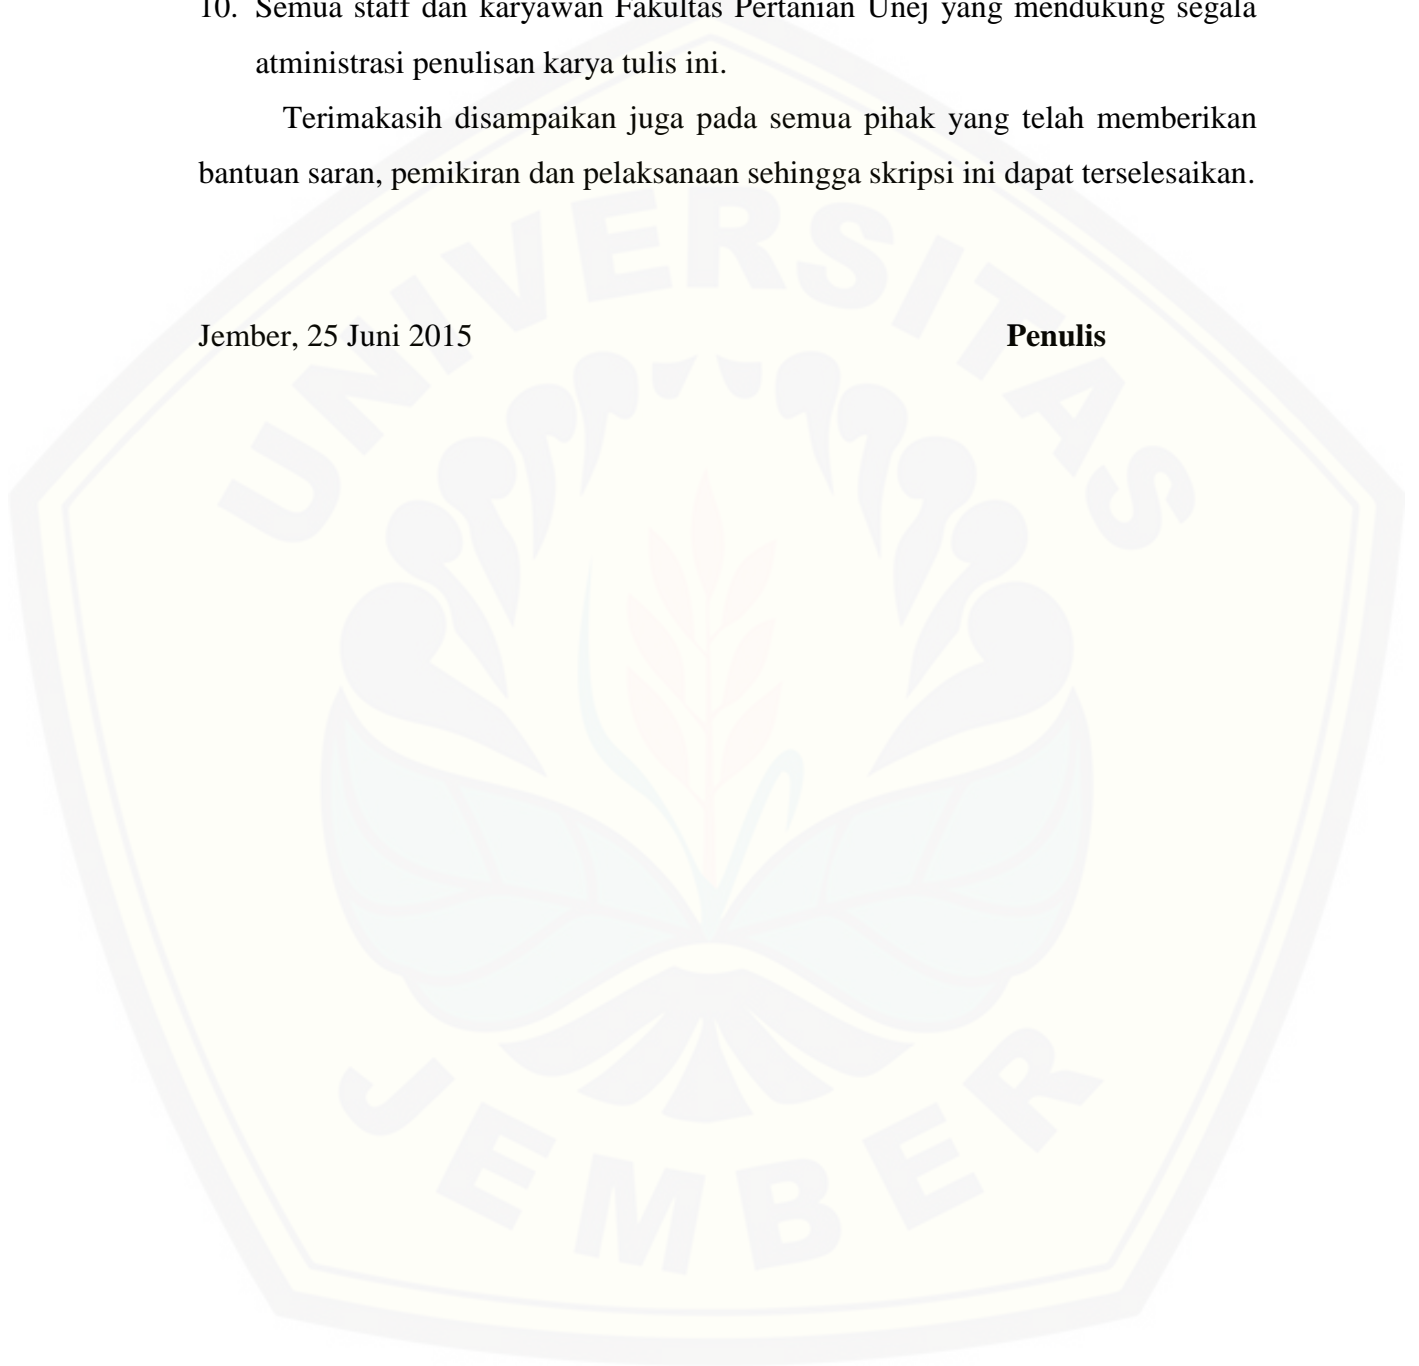 10. Semua staff dan karyawan Fakultas Pertanian Unej yang mendukung segala
atministrasi penulisan karya tulis ini.
Terimakasih disampaikan juga pada semua pihak yang telah memberikan
bantuan saran, pemikiran dan pelaksanaan sehingga skripsi ini dapat terselesaikan.
Jember, 25 Juni 2015 Penulis
UNIVERSITAS
JEMBER